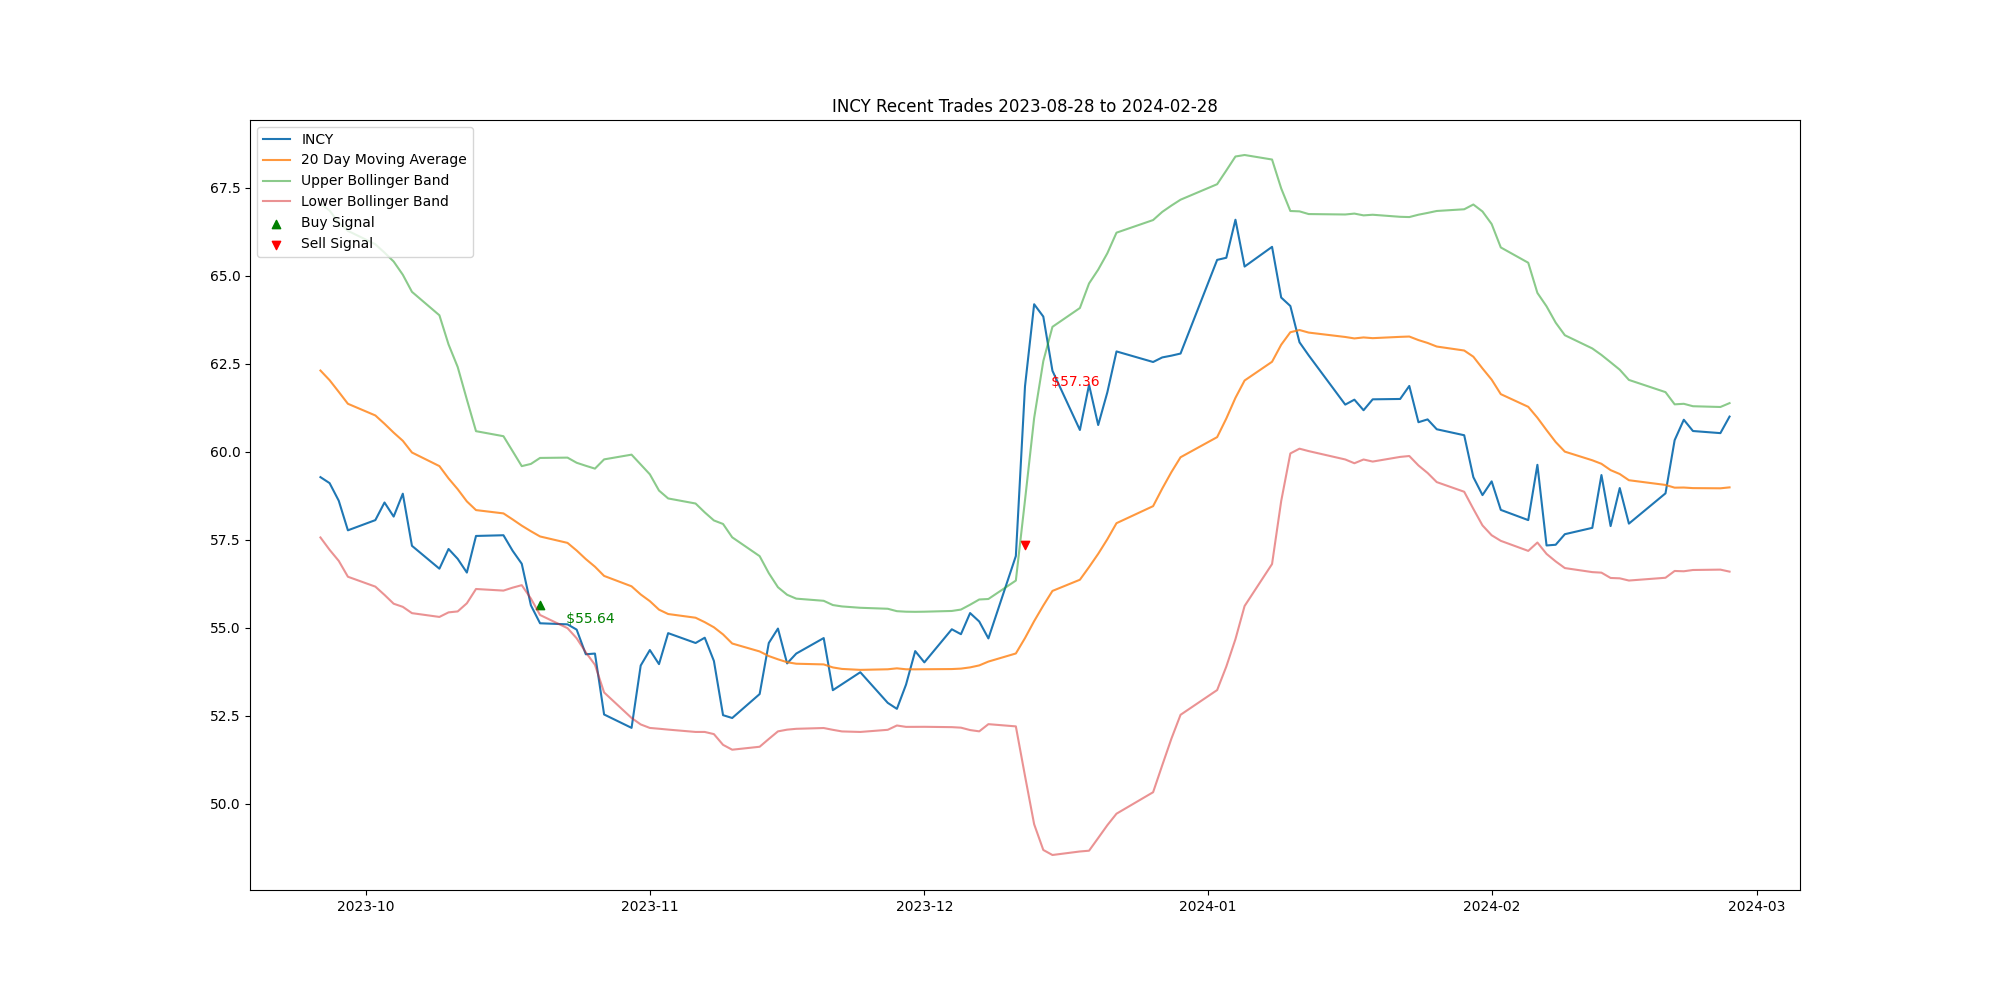 INCY Recent Trades 2023-08-28 to 2024-02-28
INCY
20 Day Moving Average
Upper Bollinger Band
Lower Bollinger Band
Buy Signal
Sell Signal
67.5
65.0
62.5
60.0
57.5
55.0
52.5
50.0
$57.36
$55.64
2023-10
2023-11
2023-12
2024-01
2024-02
2024-03